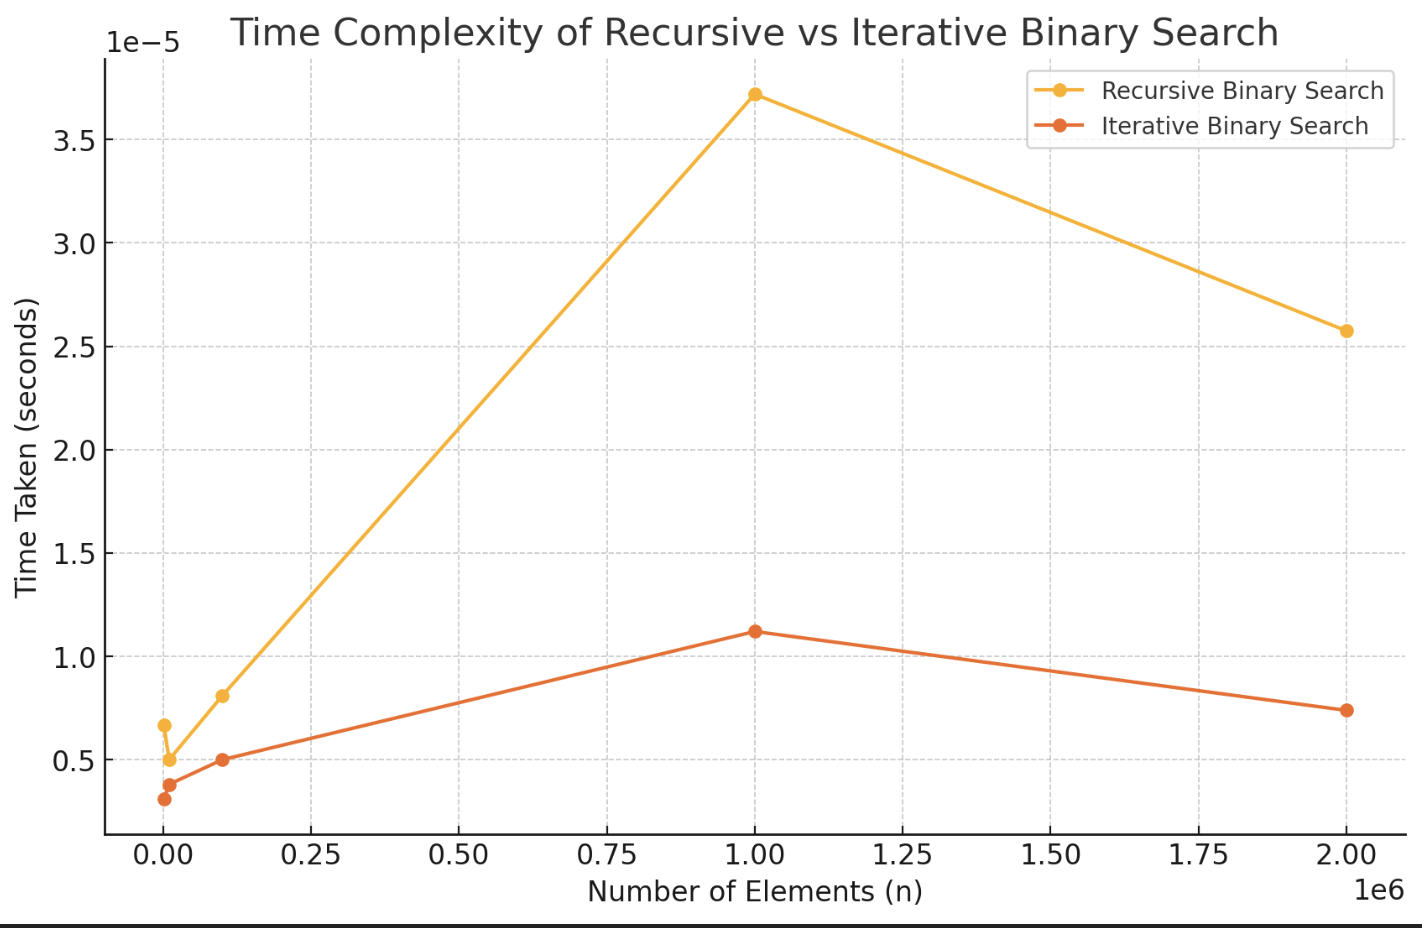 Time Complexity of Recursive vs Iterative Binary Search
1e−5
Recursive Binary Search
Iterative Binary Search
3.5
3.0
2.5
2.0
1.5
1.0
0.5
Time Taken (seconds)
0.00 0.25 0.50 0.75 1.00 1.25 1.50 1.75 2.00
Number of Elements (n)
1e6